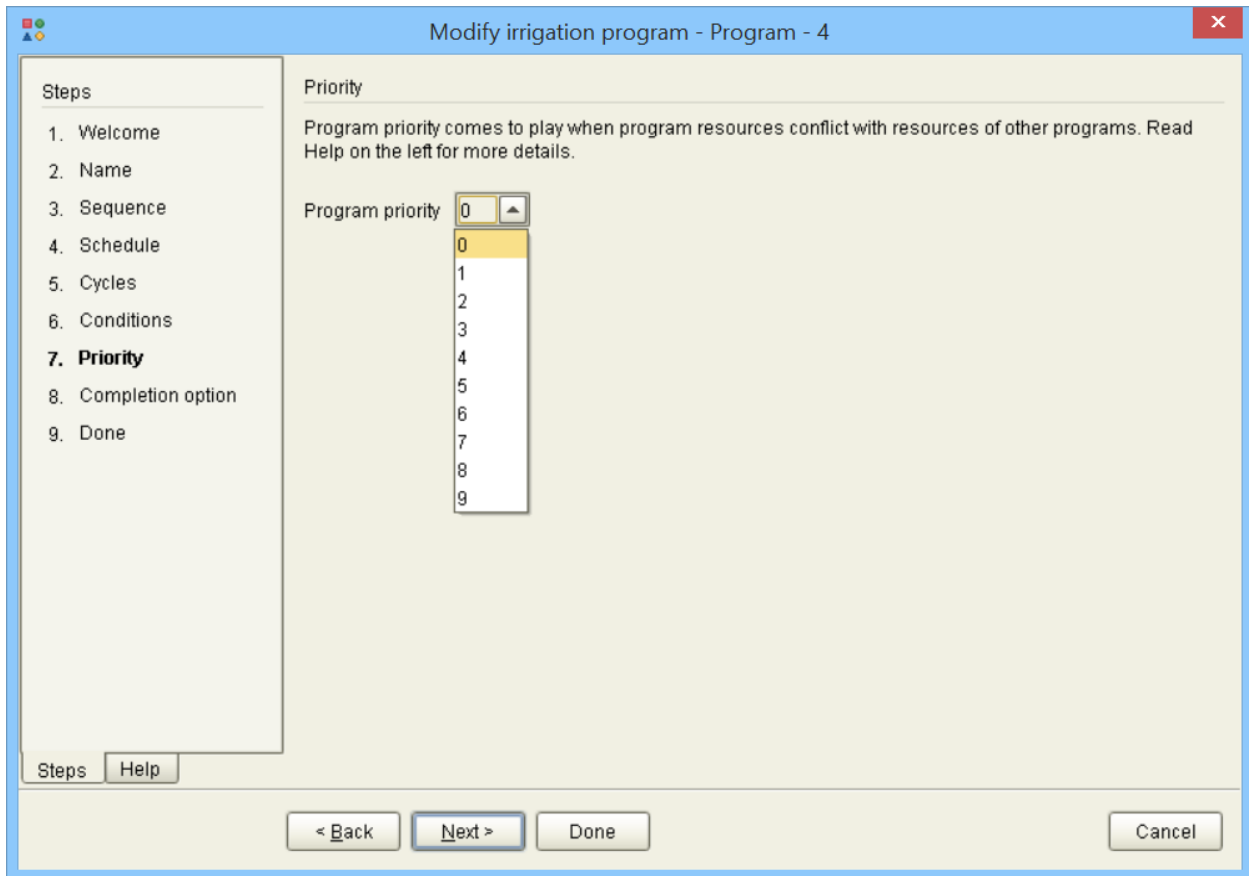 Modify irrigation program - Program - 4
Steps
1. Welcome
2. Name
3. Sequence
4. Schedule
5. Cycles
6. Conditions
7. Priority
8. Completion option
9. Done
Steps
Help
Priority
Program priority comes to play when program resources conflict with resources of other programs. Read
Help on the left for more details.
Program priority 0
0
1
2
3
4
5
6
7
8
9
< Back
Next >
Done
Cancel